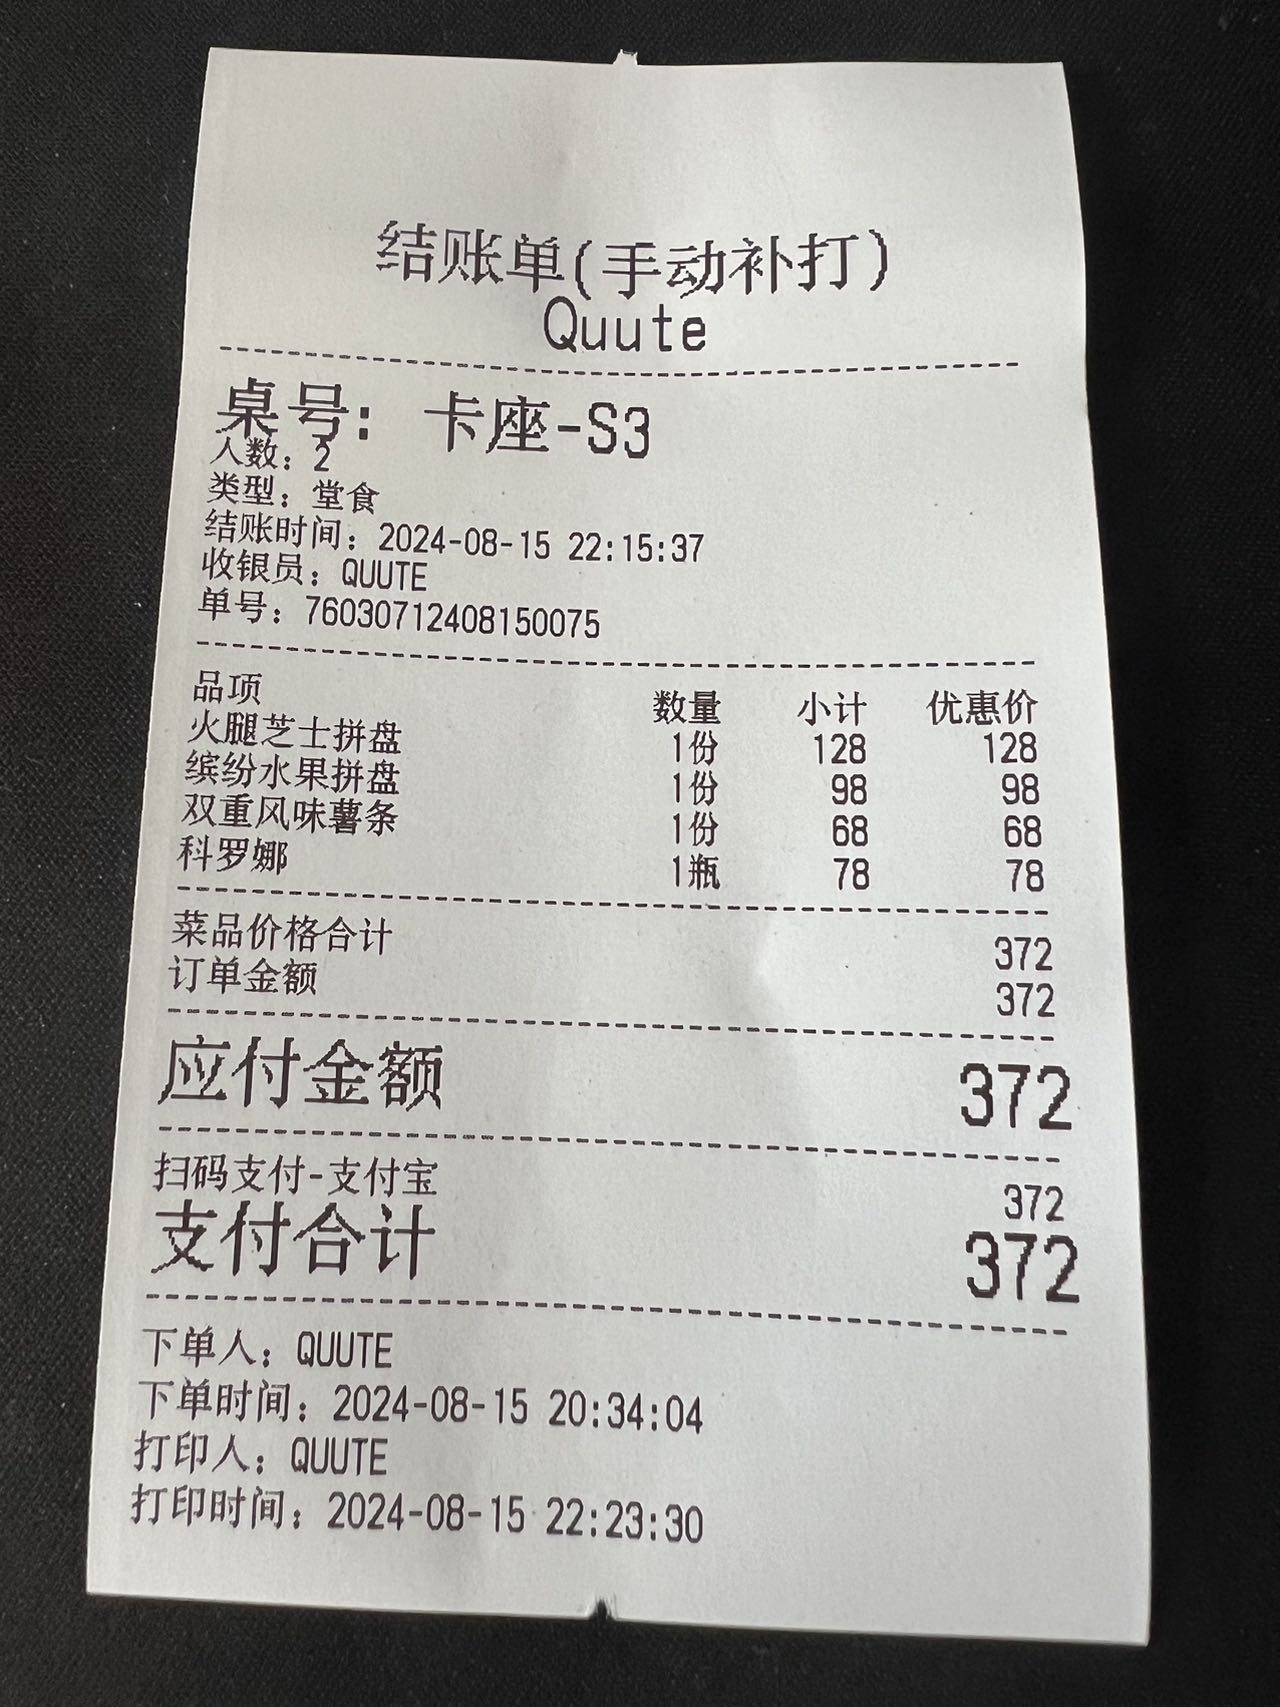 结账单(手动补打)
Quute
桌号: 卡座-S3
人数: 2
类型: 堂食
结账时间: 2024-08-15 22:15:37
收银员: QUUTE
单号: 76030712408150075
品项 数量 小计 优惠价
火腿芝士拼盘 1份 128 128
缤纷水果拼盘 1份 98 98
双重风味薯条 1份 68 68
科罗娜 1瓶 78 78
菜品价格合计 372
订单金额 372
应付金额 372
扫码支付-支付宝 372
支付合计 372
下单人: QUUTE
下单时间: 2024-08-15 20:34:04
打印人: QUUTE
打印时间: 2024-08-15 22:23:30